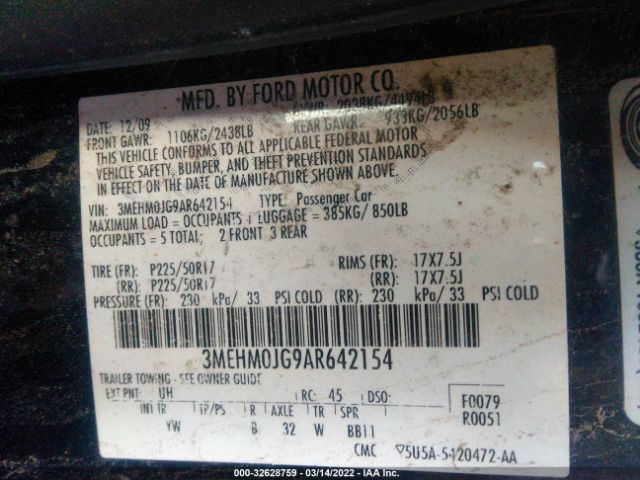 MFD. BY FORD MOTOR CO.
DATE: 12/09 GVWR: 2038KG/4494LB
FRONT GAWR: 1106KG/2438LB REAR GAWR: 933KG/2056LB
THIS VEHICLE CONFORMS TO ALL APPLICABLE FEDERAL MOTOR
VEHICLE SAFETY, BUMPER, AND THEFT PREVENTION STANDARDS
IN EFFECT ON THE DATE OF MANUFACTURE SHOWN ABOVE.
VIN: 3MEHM0JG9AR642154 TYPE: Passenger Car
MAXIMUM LOAD = OCCUPANTS + LUGGAGE = 385KG/ 850LB
OCCUPANTS = 5 TOTAL; 2 FRONT 3 REAR
TIRE (FR): P225/50R17 RIMS (FR): 17X7.5J
(RR): P225/50R17 (RR): 17X7.5J
PRESSURE (FR): 230 kPa/ 33 PSI COLD (RR): 230 kPa/ 33 PSI COLD
3MEHM0JG9AR642154
TRAILER TOWING - SEE OWNER GUIDE
EXT PNT: UH RC: 45 DSO: F0079
INT TR TP/PS R AXLE TR SPR R0051
YW B 32 W BB11
CMC 5U5A-5420472-AA
000-32628759 - 03/14/2022 - IAA Inc.